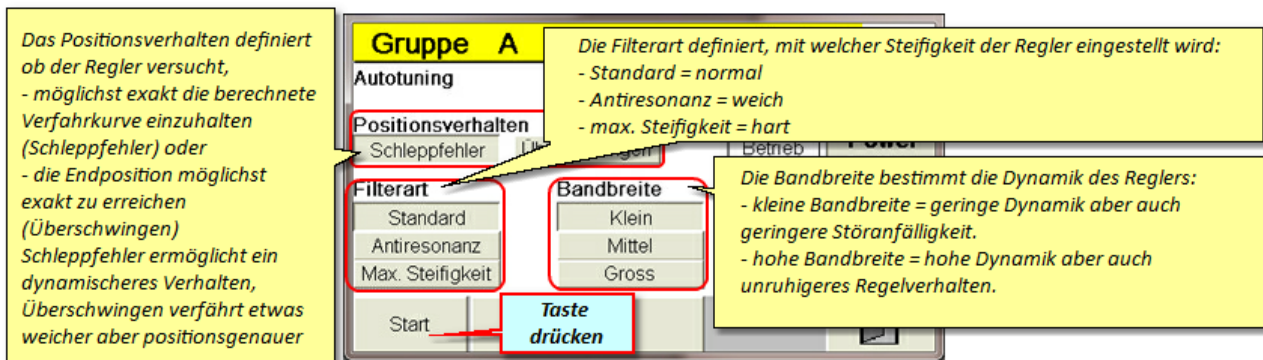 Das Positionsverhalten definiert
ob der Regler versucht,
- möglichst exakt die berechnete
Verfahrkurve einzuhalten
(Schleppfehler) oder
- die Endposition möglichst
exakt zu erreichen
(Überschwingen)
Schleppfehler ermöglicht ein
dynamischeres Verhalten,
Überschwingen verfährt etwas
weicher aber positionsgenauer
Gruppe A
Autotuning
Die Filterart definiert, mit welcher Steifigkeit der Regler eingestellt wird:
- Standard = normal
- Antiresonanz = weich
- max. Steifigkeit = hart
Positionsverhalten
Schleppfehler
Betrieb
Power
Filterart
Standard
Antiresonanz
Max. Steifigkeit
Bandbreite
Klein
Mittel
Gross
Die Bandbreite bestimmt die Dynamik des Reglers:
- kleine Bandbreite = geringe Dynamik aber auch
geringere Störanfälligkeit.
- hohe Bandbreite = hohe Dynamik aber auch
unruhigeres Regelverhalten.
Start
Taste
drücken